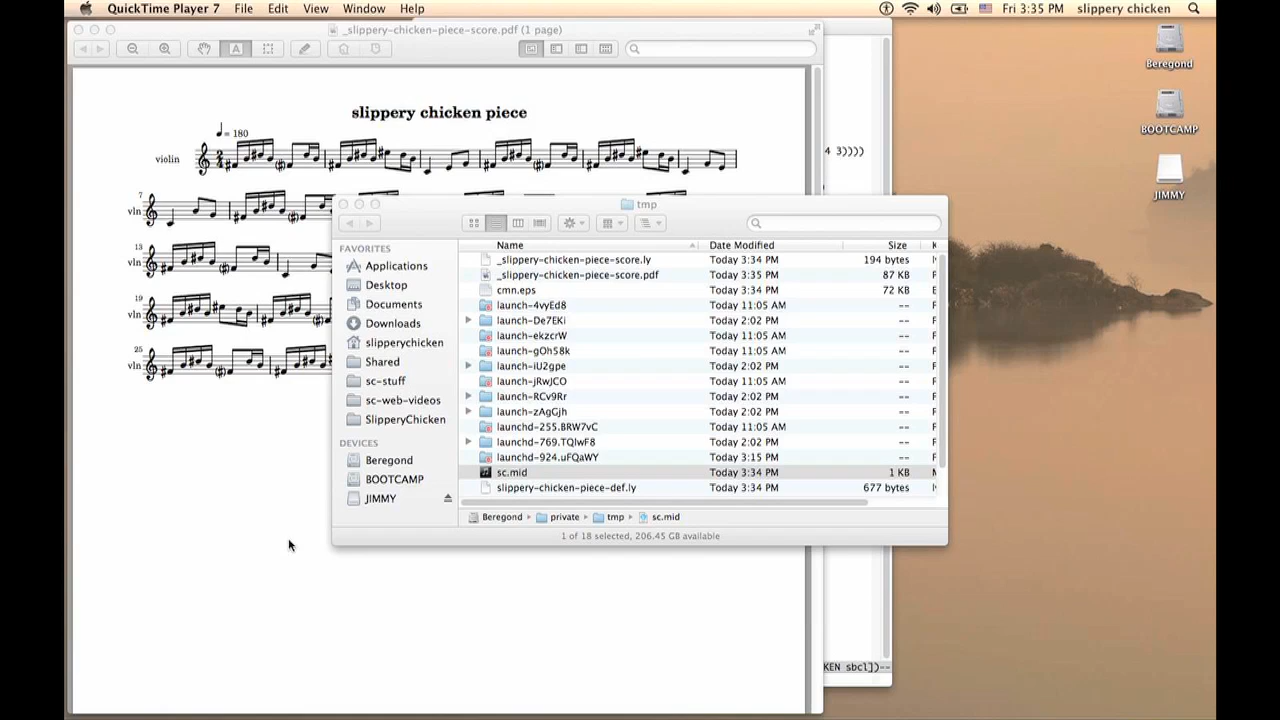 QuickTime Player 7 File Edit View Window Help Fri 3:35 PM slippery chicken
_slippery-chicken-piece-score.pdf (1 page)
slippery chicken piece
= 180
violin
4 3))))
7
vln
13
vln
19
vln
25
vln
tmp
FAVORITES
Applications
Desktop
Documents
Downloads
slipperychicken
Shared
sc-stuff
sc-web-videos
SlipperyChicken
DEVICES
Beregond
BOOTCAMP
JIMMY
Name Date Modified Size K
_slippery-chicken-piece-score.ly Today 3:34 PM 194 bytes
_slippery-chicken-piece-score.pdf Today 3:35 PM 87 KB
cmn.eps Today 3:34 PM 72 KB
launch-4vyEd8 Today 11:05 AM --
launch-De7EKi Today 2:02 PM --
launch-ekzcrW Today 11:05 AM --
launch-gOh58k Today 11:05 AM --
launch-iU2gpe Today 2:02 PM --
launch-jRwJCO Today 11:05 AM --
launch-RCv9Rr Today 2:02 PM --
launch-zAgGjh Today 2:02 PM --
launchd-255.BRW7vC Today 11:05 AM --
launchd-769.TQlwF8 Today 2:02 PM --
launchd-924.uFQaWY Today 3:15 PM --
sc.mid Today 3:34 PM 1 KB
slippery-chicken-piece-def.ly Today 3:34 PM 677 bytes
Beregond private tmp sc.mid
1 of 18 selected, 206.45 GB available
KEN sbcl])--
Beregond
BOOTCAMP
JIMMY